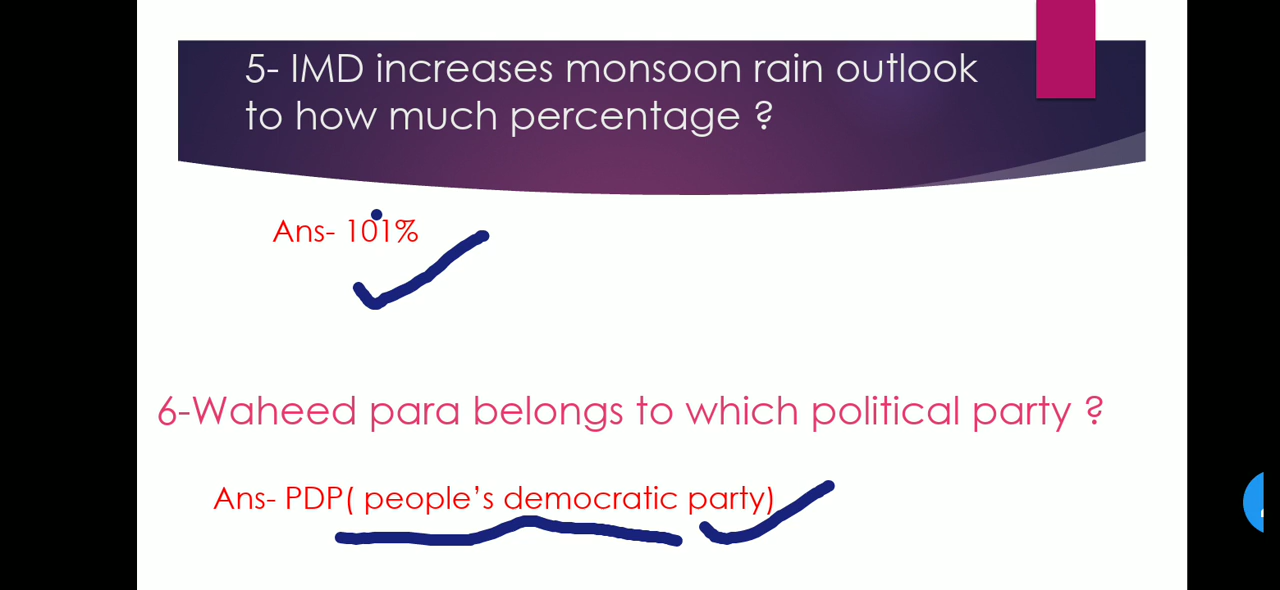 5- IMD increases monsoon rain outlook
to how much percentage ?
Ans- 101%
6-Waheed para belongs to which political party ?
Ans- PDP( people’s democratic party)